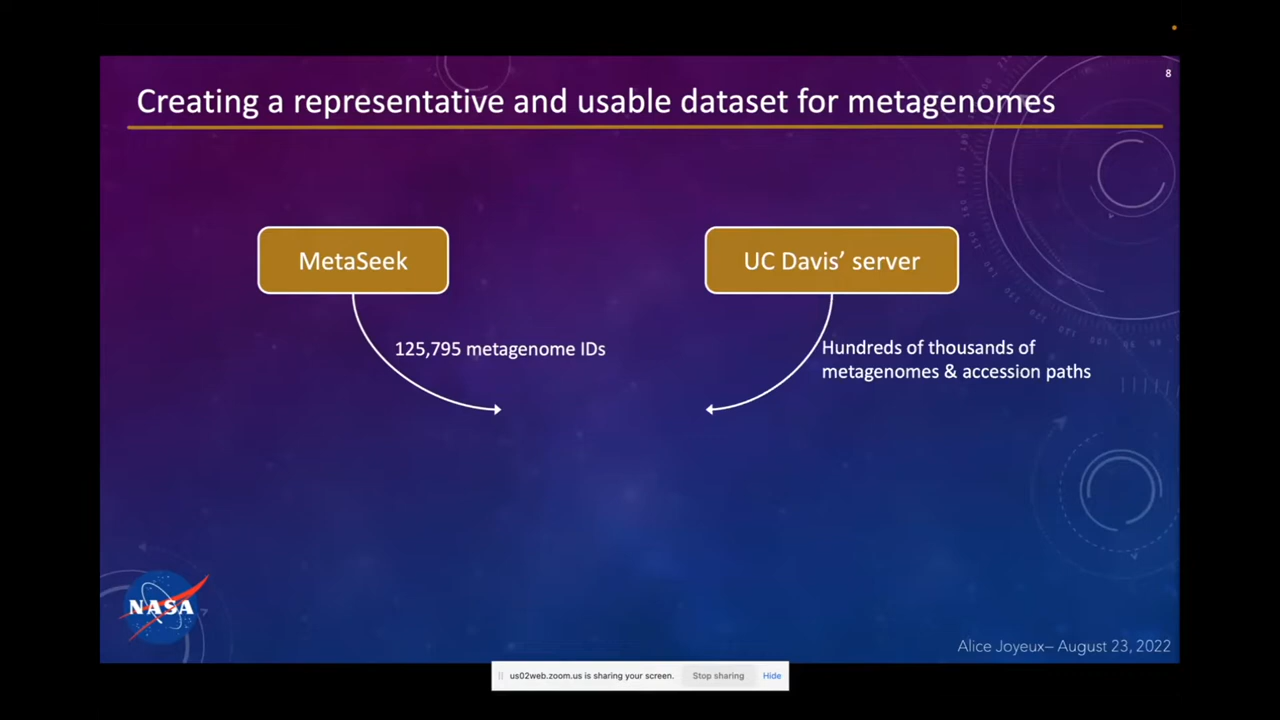 8
Creating a representative and usable dataset for metagenomes
MetaSeek
UC Davis’ server
125,795 metagenome IDs
Hundreds of thousands of
metagenomes & accession paths
NASA
Alice Joyeux– August 23, 2022
us02web.zoom.us is sharing your screen.
Stop sharing
Hide